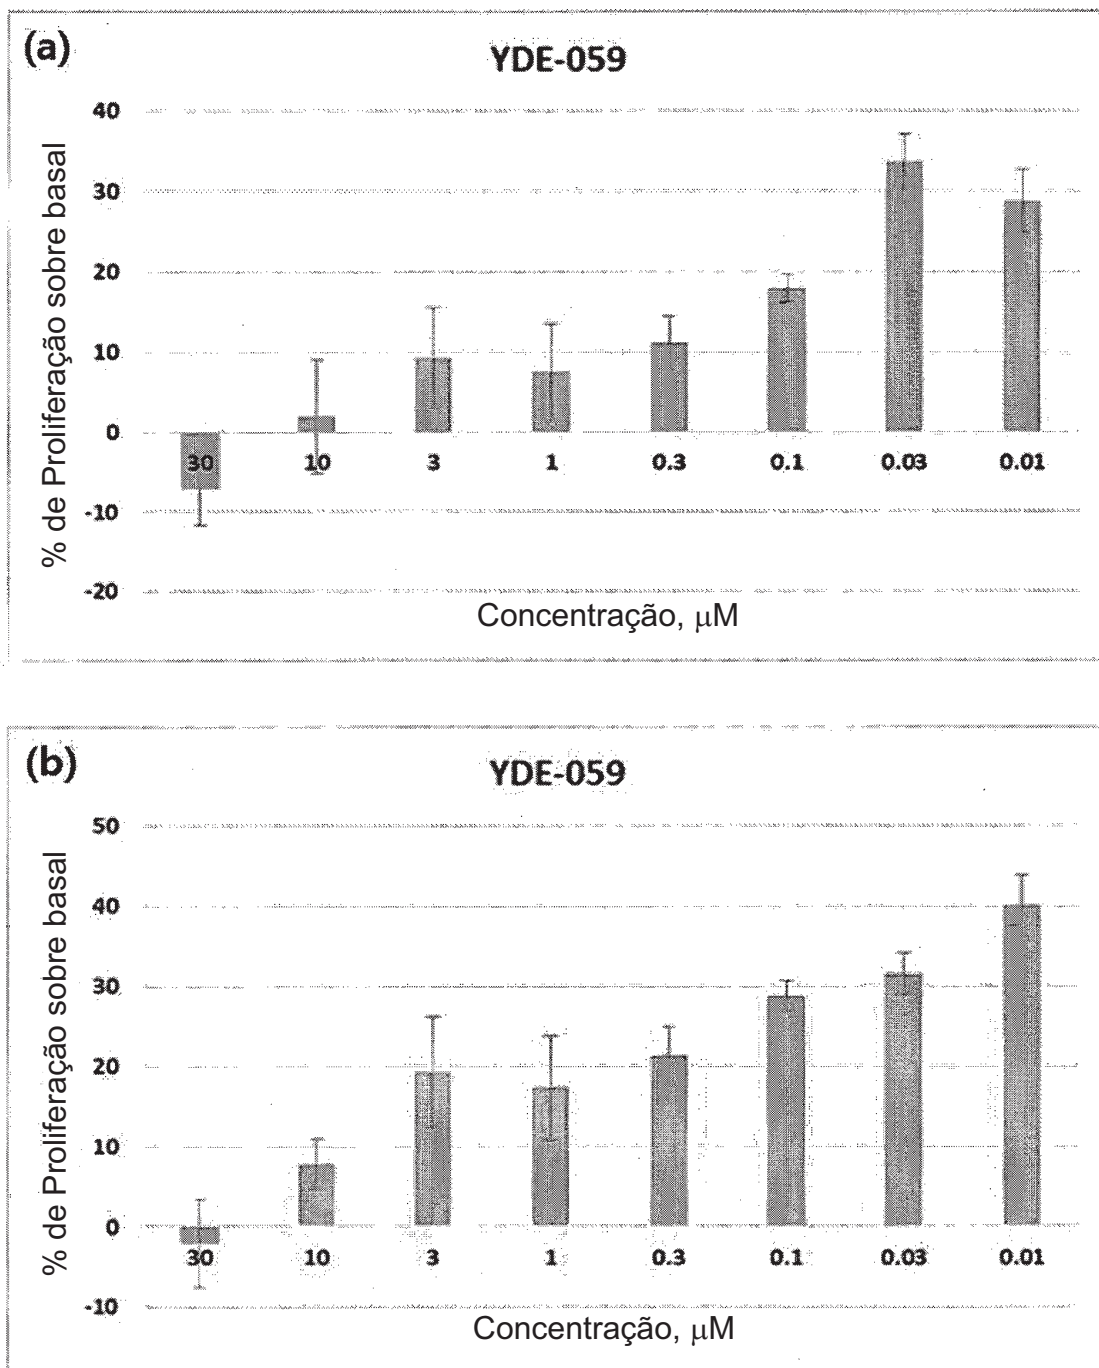 (a)
YDE-059
% de Proliferação sobre basal
40
30
20
10
0
-10
-20
30 10 3 1 0.3 0.1 0.03 0.01
Concentração, μM
(b)
YDE-059
% de Proliferação sobre basal
50
40
30
20
10
0
-10
30 10 3 1 0.3 0.1 0.03 0.01
Concentração, μM